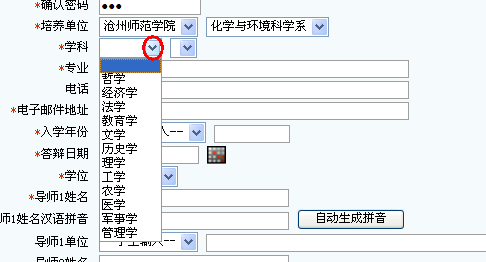 *确认密码 ●●●
*培养单位 沧州师范学院 化学与环境科学系
*学科
哲学
*专业
经济学
电话
法学
*电子邮件地址
教育学
*入学年份 文学 入--
历史学
*答辩日期
理学
*学位 工学
农学
*导师1姓名
医学
师1姓名汉语拼音 军事学 自动生成拼音
管理学
导师1单位 输入--